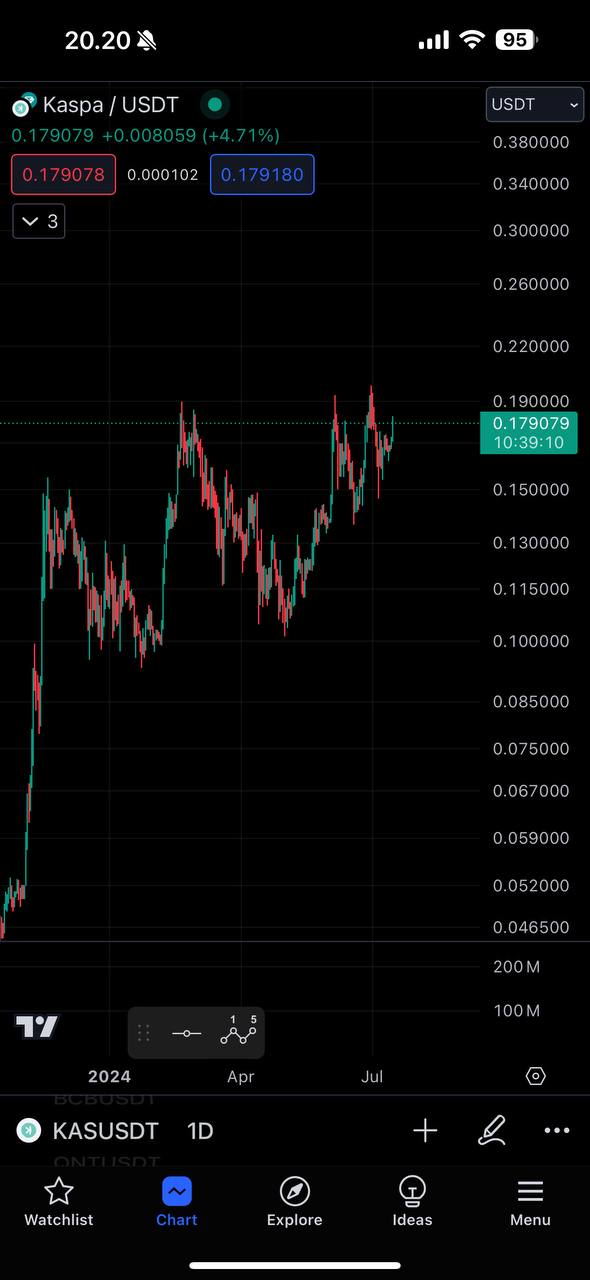 20.20 95
Kaspa / USDT USDT
0.179079 +0.008059 (+4.71%)
0.179078 0.000102 0.179180
3
0.380000
0.340000
0.300000
0.260000
0.220000
0.190000
0.179079
10:39:10
0.150000
0.130000
0.115000
0.100000
0.085000
0.075000
0.067000
0.059000
0.052000
0.046500
200 M
100 M
1 5
2024 Apr Jul
BCBUSDT
KASUSDT 1D
ONTUSDT
Watchlist Chart Explore Ideas Menu